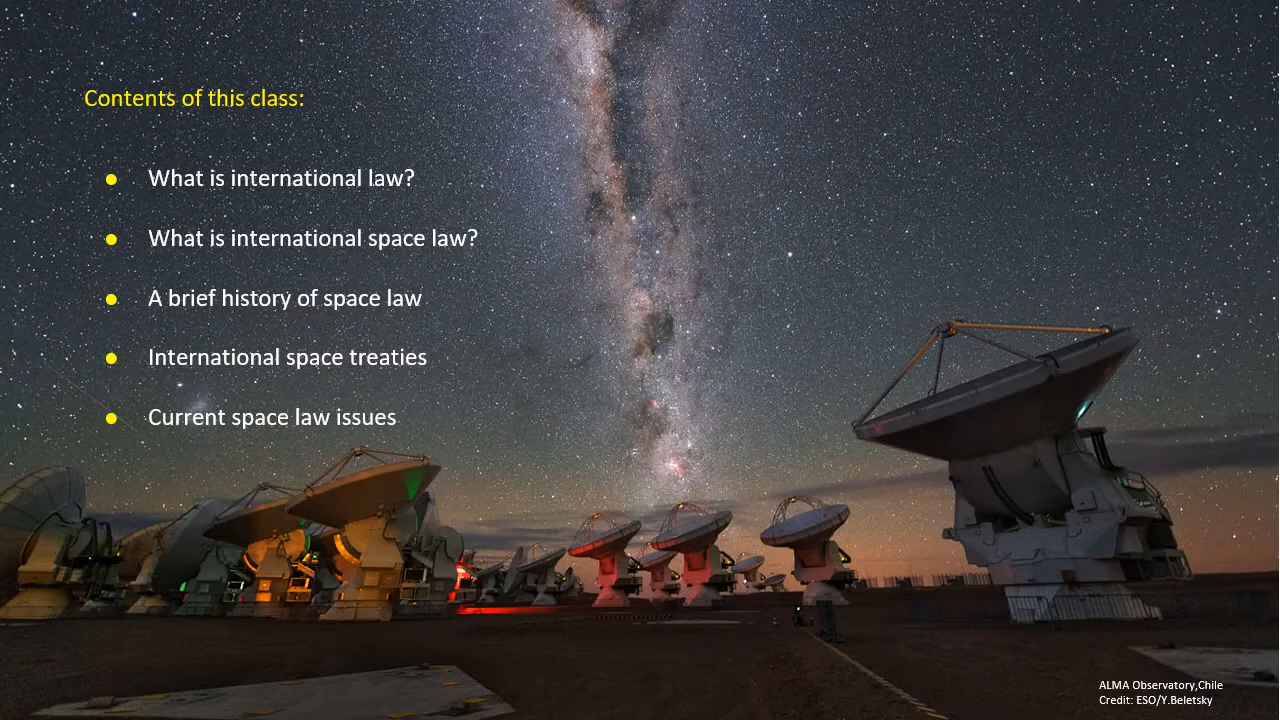 Contents of this class:
What is international law?
What is international space law?
A brief history of space law
International space treaties
Current space law issues
ALMA Observatory,Chile
Credit: ESO/Y.Beletsky